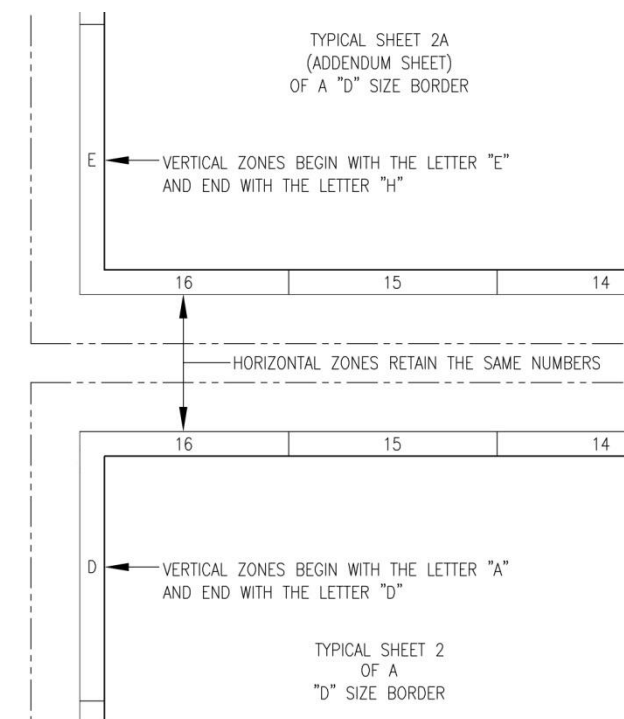 TYPICAL SHEET 2A
(ADDENDUM SHEET)
OF A "D" SIZE BORDER
E
VERTICAL ZONES BEGIN WITH THE LETTER "E"
AND END WITH THE LETTER "H"
16 15 14
HORIZONTAL ZONES RETAIN THE SAME NUMBERS
16 15 14
D
VERTICAL ZONES BEGIN WITH THE LETTER "A"
AND END WITH THE LETTER "D"
TYPICAL SHEET 2
OF A
"D" SIZE BORDER